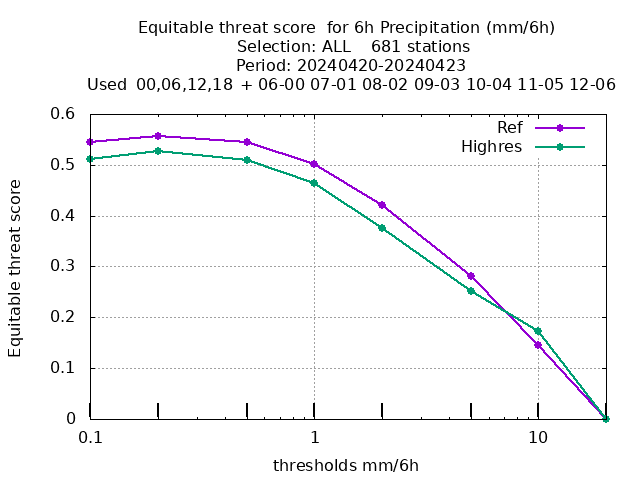 Equitable threat score  for 6h Precipitation (mm/6h)
Selection: ALL    681 stations
Period: 20240420-20240423
Used  00,06,12,18  + 06-00 07-01 08-02 09-03 10-04 11-05 12-06
Ref
Highres
Equitable threat score
0.6
0.5
0.4
0.3
0.2
0.1
0
0.1
1
10
thresholds mm/6h